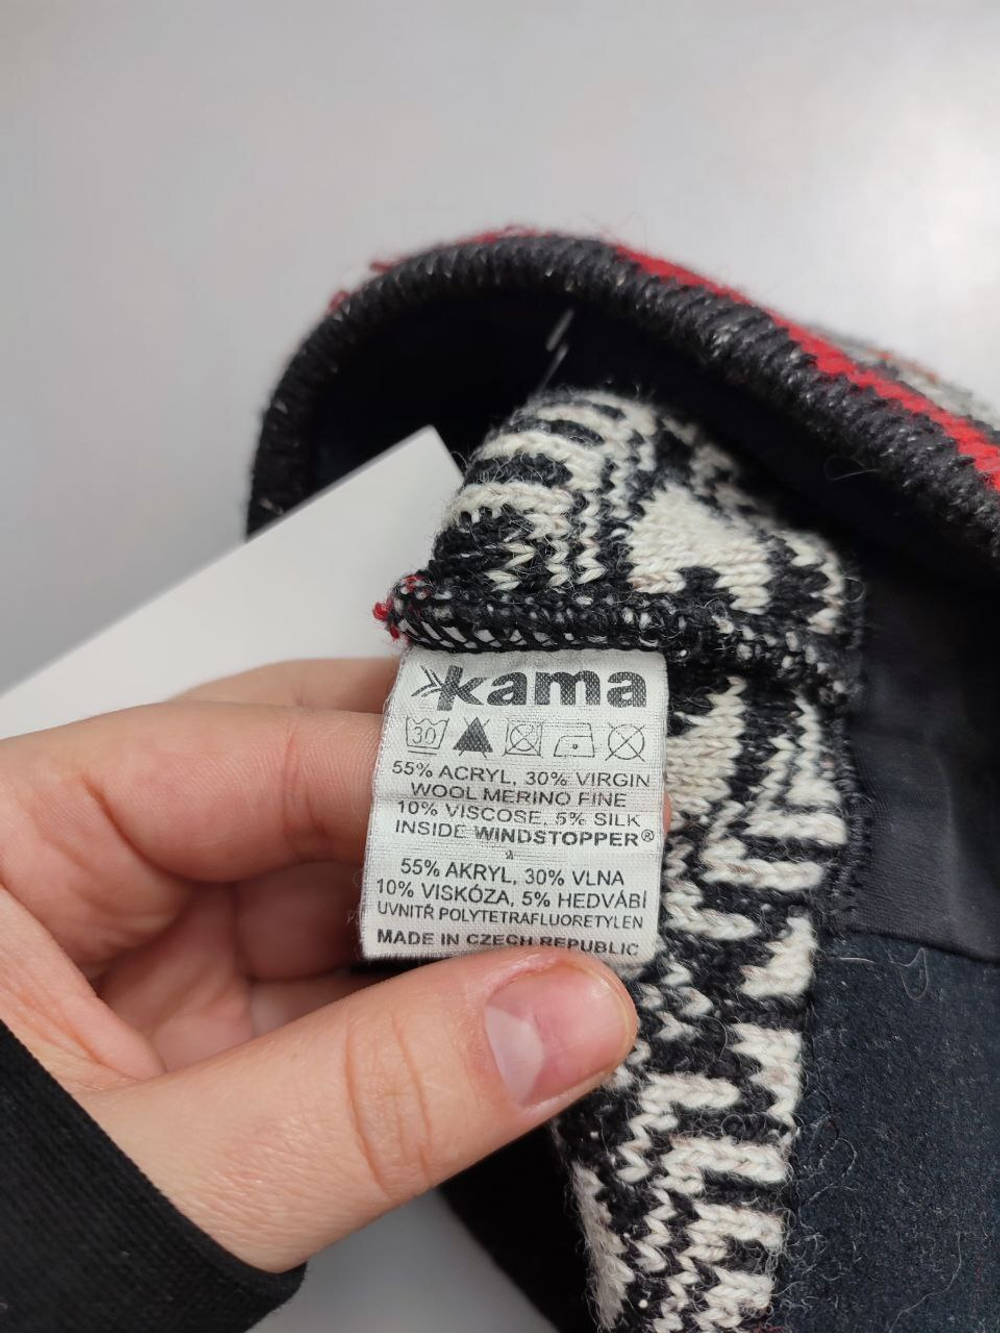 kama
30
55% ACRYL, 30% VIRGIN
WOOL MERINO FINE
10% VISCOSE, 5% SILK
INSIDE WINDSTOPPER®
55% AKRYL, 30% VLNA
10% VISKÓZA, 5% HEDVÁBÍ
UVNITŘ POLYTETRAFLUORETYLEN
MADE IN CZECH REPUBLIC